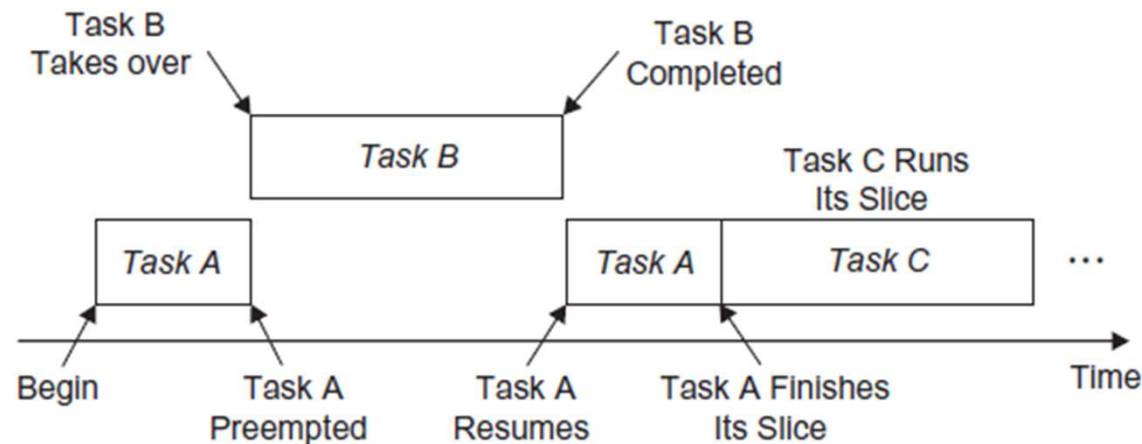 Task B
Takes over
Task B
Completed
Task B
Task C Runs
Its Slice
Task A
Task A
Task C
...
Begin
Task A
Preempted
Task A
Resumes
Task A Finishes
Its Slice
Time